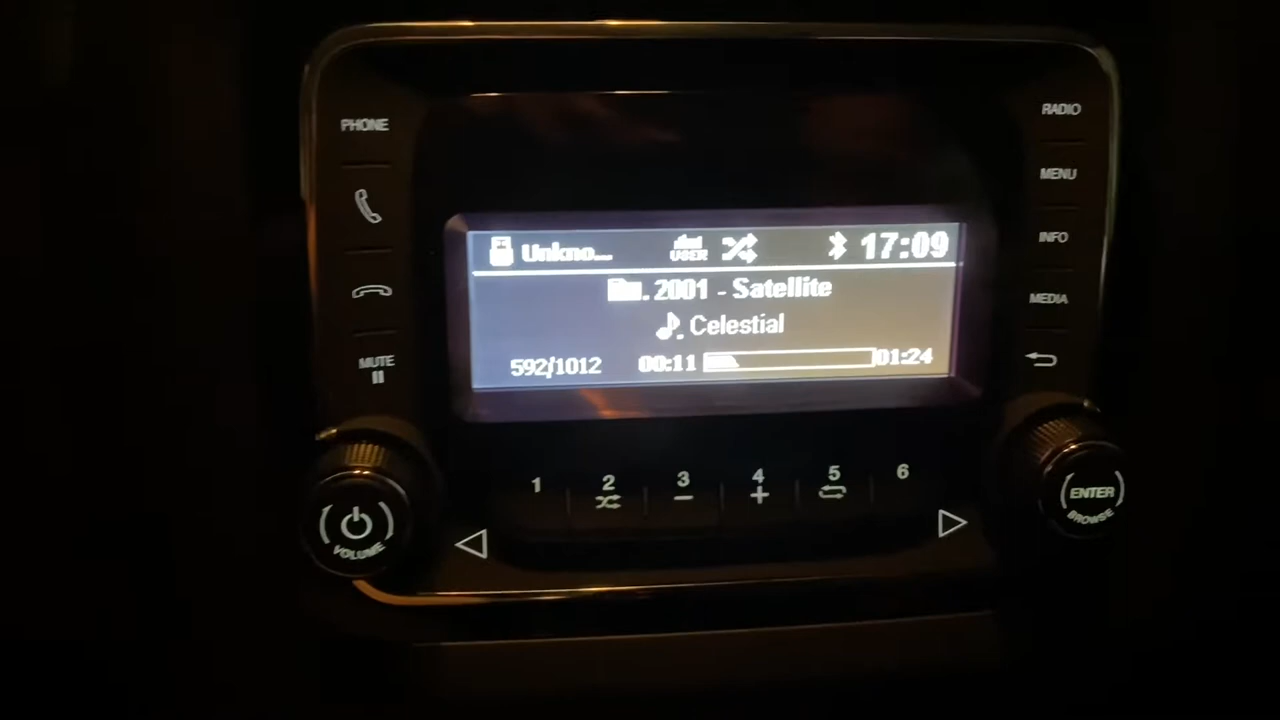 PHONE
MUTE
VOLUME
Unkno...
USER
17:09
2001 - Satellite
Celestial
592/1012
00:11
01:24
1
2
3
4
5
6
RADIO
MENU
INFO
MEDIA
ENTER
BROWSE